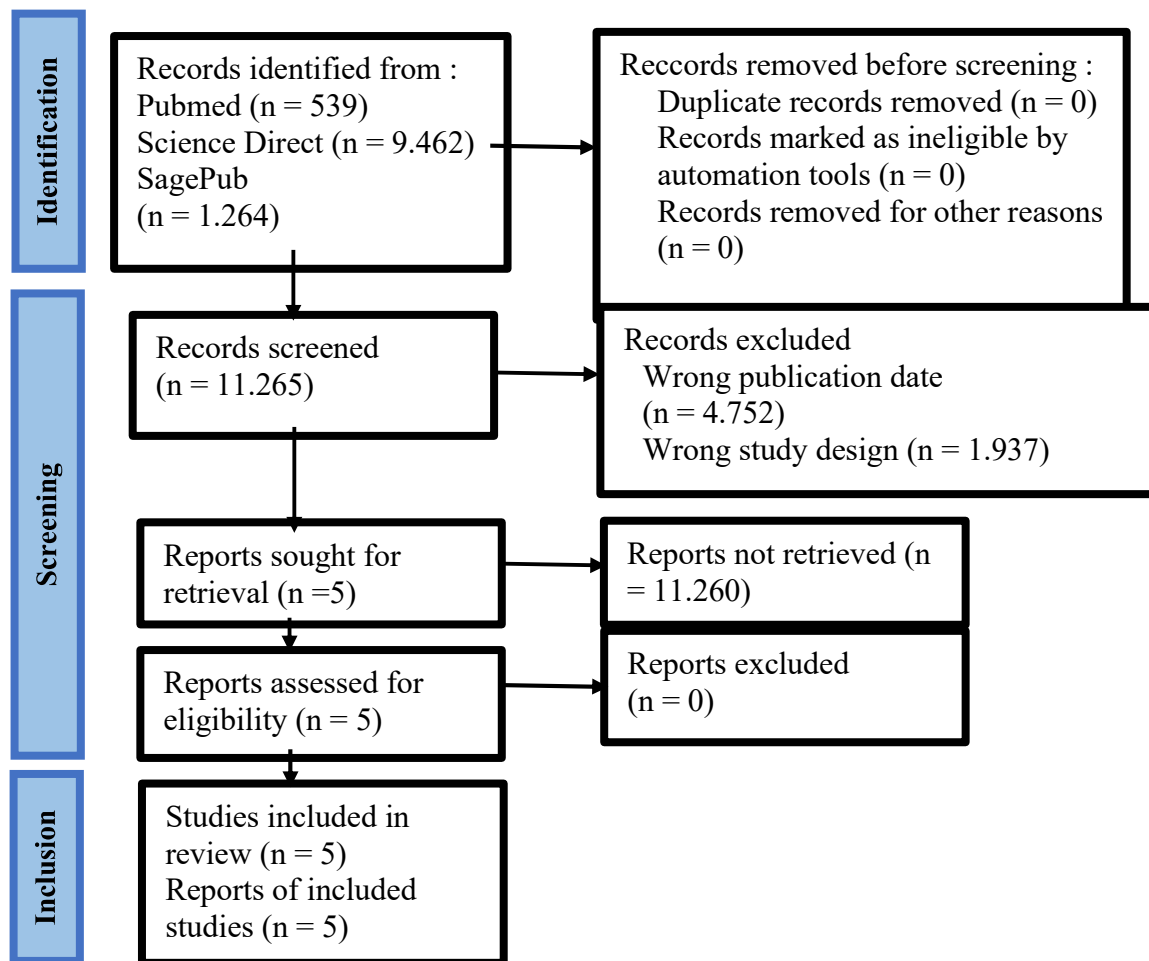 Identification
Records identified from :
Pubmed (n = 539)
Science Direct (n = 9.462)
SagePub
(n = 1.264)
Reccords removed before screening :
Duplicate records removed (n = 0)
Records marked as ineligible by
automation tools (n = 0)
Records removed for other reasons
(n = 0)
Screening
Records screened
(n = 11.265)
Records excluded
Wrong publication date
(n = 4.752)
Wrong study design (n = 1.937)
Reports sought for
retrieval (n =5)
Reports not retrieved (n
= 11.260)
Reports assessed for
eligibility (n = 5)
Reports excluded
(n = 0)
Inclusion
Studies included in
review (n = 5)
Reports of included
studies (n = 5)